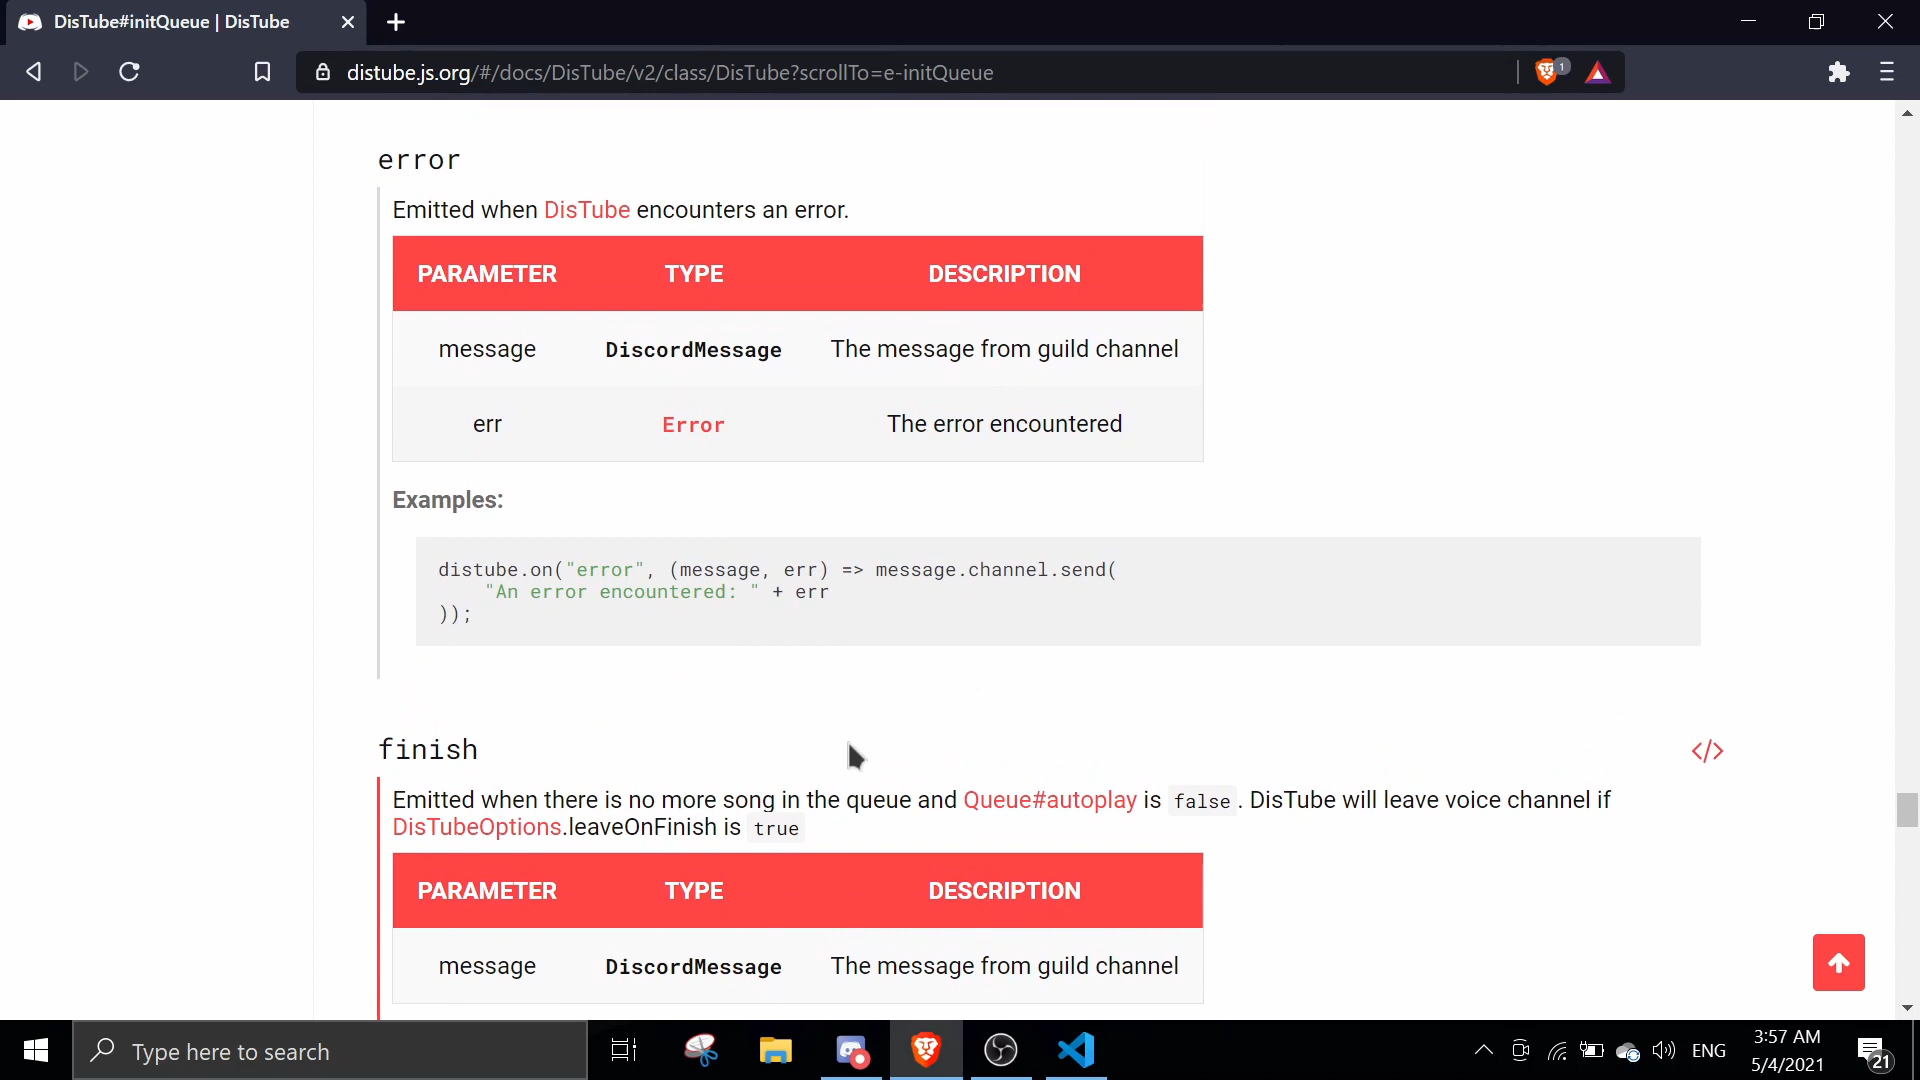 DisTube#initQueue | DisTube
distube.js.org/#/docs/DisTube/v2/class/DisTube?scrollTo=e-initQueue
1
error
Emitted when DisTube encounters an error.
PARAMETER TYPE DESCRIPTION
message DiscordMessage The message from guild channel
err Error The error encountered
Examples:
distube.on("error", (message, err) => message.channel.send(
"An error encountered: " + err
));
finish
</>
Emitted when there is no more song in the queue and Queue#autoplay is false. DisTube will leave voice channel if
DisTubeOptions.leaveOnFinish is true
PARAMETER TYPE DESCRIPTION
message DiscordMessage The message from guild channel
Type here to search
ENG
3:57 AM
5/4/2021
21